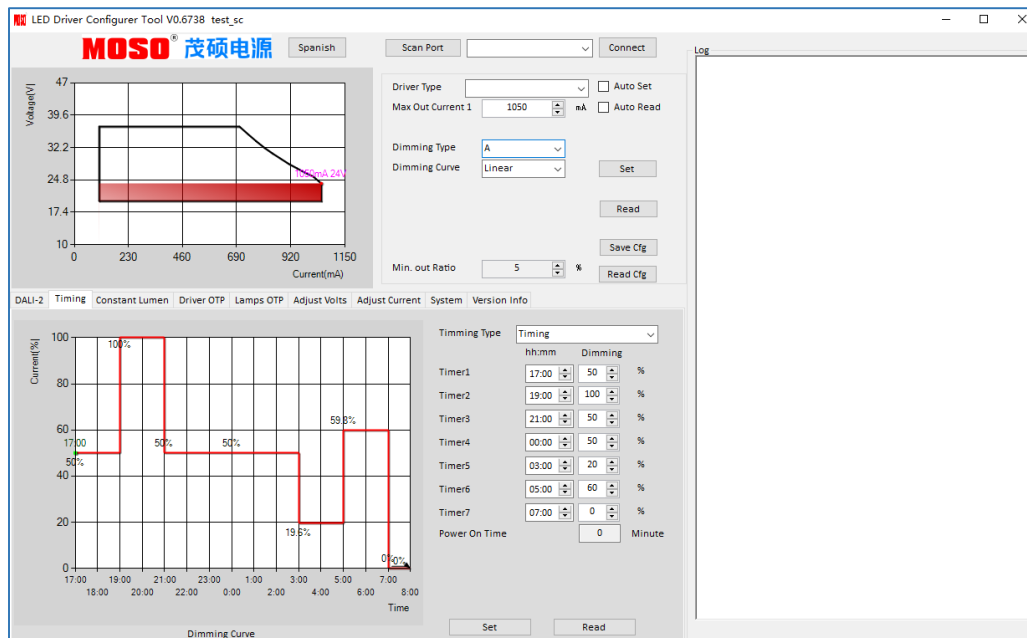 LED Driver Configurer Tool V0.6738 test_sc
MOSO® 茂硕电源
Spanish
Scan Port
Connect
Log
Voltage[V]
47
39.6
32.2
24.8
17.4
10
1050mA 24V
0 230 460 690 920 1150
Current(mA)
Driver Type
Auto Set
Max Out Current 1 1050 mA
Auto Read
Dimming Type A
Dimming Curve Linear
Set
Read
Save Cfg
Min. out Ratio 5 %
Read Cfg
DALI-2 Timing Constant Lumen Driver OTP Lamps OTP Adjust Volts Adjust Current System Version Info
Current[%]
100
80
60
40
20
0
17:00
50%
100%
50%
50%
19.6%
59.8%
0%
0%
17:00 19:00 21:00 23:00 1:00 3:00 5:00 7:00
18:00 20:00 22:00 0:00 2:00 4:00 6:00 8:00
Time
Dimming Curve
Timming Type Timing
hh:mm Dimming
Timer1 17:00 50 %
Timer2 19:00 100 %
Timer3 21:00 50 %
Timer4 00:00 50 %
Timer5 03:00 20 %
Timer6 05:00 60 %
Timer7 07:00 0 %
Power On Time 0 Minute
Set Read